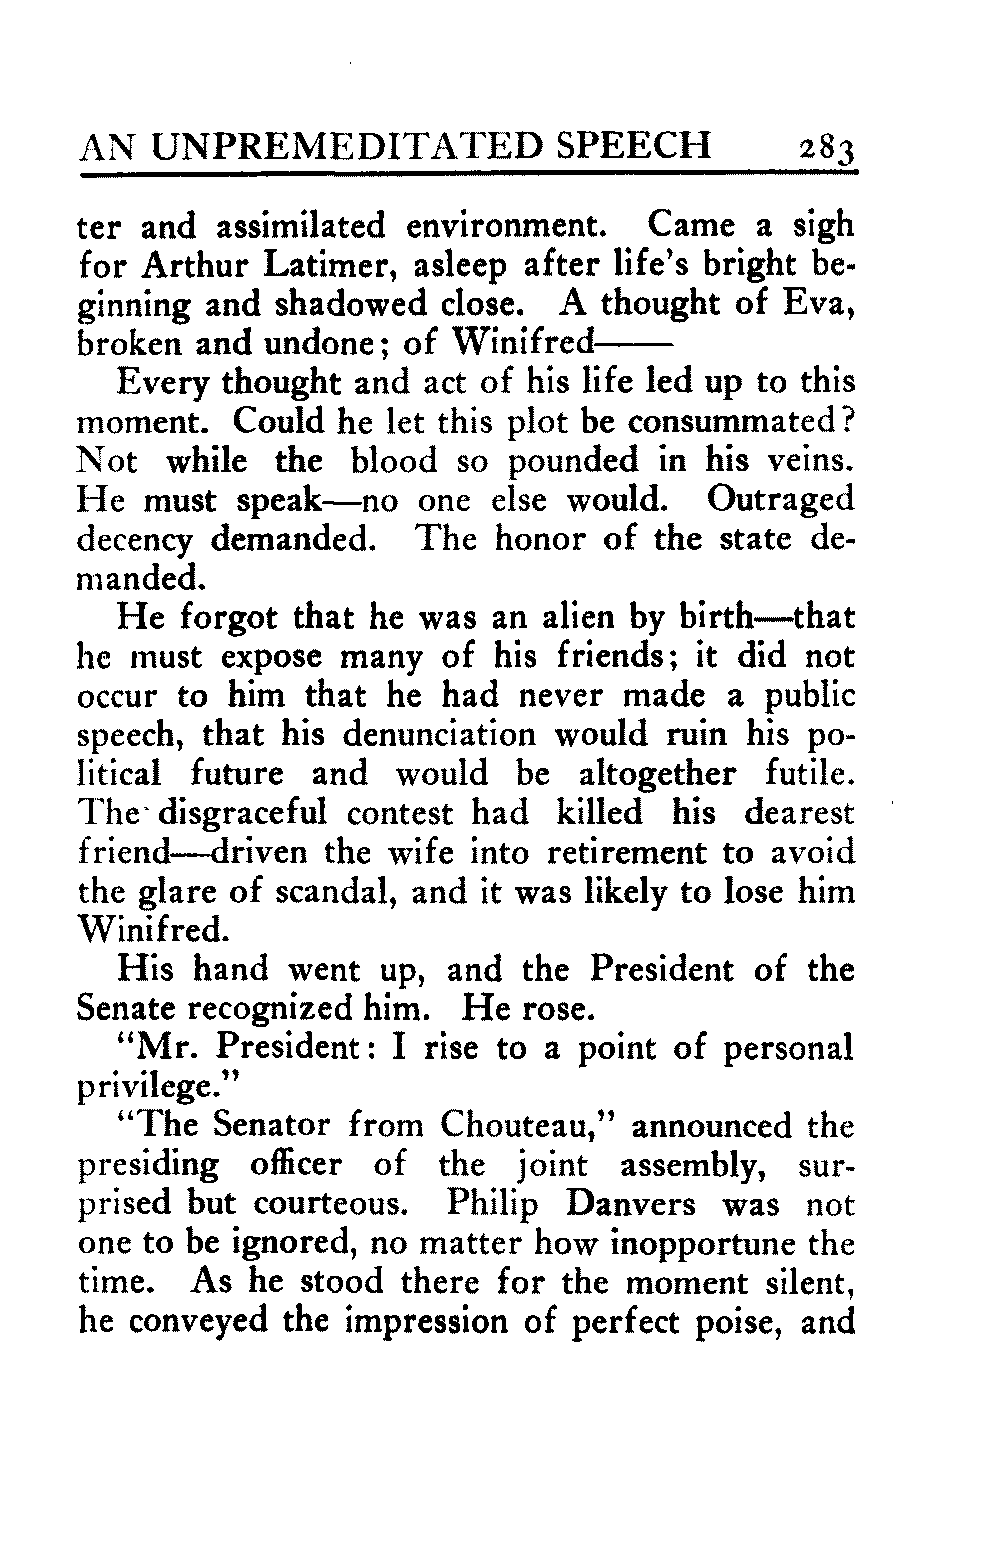 AN UNPREMEDITATED SPEECH 283
ter and assimilated environment. Came a sigh
for Arthur Latimer, asleep after life's bright be-
ginning and shadowed close. A thought of Eva,
broken and undone; of Winifred——
Every thought and act of his life led up to this
moment. Could he let this plot be consummated?
Not while the blood so pounded in his veins.
He must speak—no one else would. Outraged
decency demanded. The honor of the state de-
manded.
He forgot that he was an alien by birth—that
he must expose many of his friends; it did not
occur to him that he had never made a public
speech, that his denunciation would ruin his po-
litical future and would be altogether futile.
The disgraceful contest had killed his dearest
friend—driven the wife into retirement to avoid
the glare of scandal, and it was likely to lose him
Winifred.
His hand went up, and the President of the
Senate recognized him. He rose.
"Mr. President: I rise to a point of personal
privilege."
"The Senator from Chouteau," announced the
presiding officer of the joint assembly, sur-
prised but courteous. Philip Danvers was not
one to be ignored, no matter how inopportune the
time. As he stood there for the moment silent,
he conveyed the impression of perfect poise, and